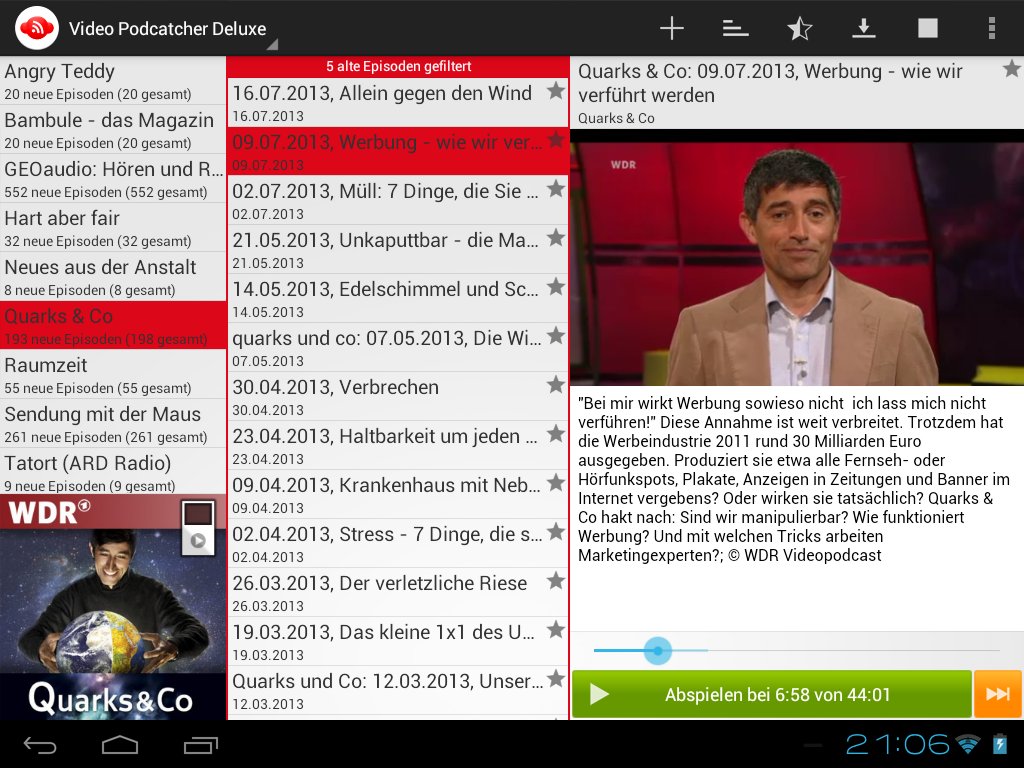 Video Podcatcher Deluxe
Angry Teddy
20 neue Episoden (20 gesamt)
Bambule - das Magazin
20 neue Episoden (20 gesamt)
GEOaudio: Hören und R...
552 neue Episoden (552 gesamt)
Hart aber fair
32 neue Episoden (32 gesamt)
Neues aus der Anstalt
8 neue Episoden (8 gesamt)
Quarks & Co
193 neue Episoden (198 gesamt)
Raumzeit
55 neue Episoden (55 gesamt)
Sendung mit der Maus
261 neue Episoden (261 gesamt)
Tatort (ARD Radio)
9 neue Episoden (9 gesamt)
WDR
Quarks&Co
5 alte Episoden gefiltert
16.07.2013, Allein gegen den Wind
16.07.2013
09.07.2013, Werbung - wie wir ver...
09.07.2013
02.07.2013, Müll: 7 Dinge, die Sie ...
02.07.2013
21.05.2013, Unkaputtbar - die Ma...
21.05.2013
14.05.2013, Edelschimmel und Sc...
14.05.2013
quarks und co: 07.05.2013, Die Wi...
07.05.2013
30.04.2013, Verbrechen
30.04.2013
23.04.2013, Haltbarkeit um jeden ...
23.04.2013
09.04.2013, Krankenhaus mit Neb...
09.04.2013
02.04.2013, Stress - 7 Dinge, die s...
02.04.2013
26.03.2013, Der verletzliche Riese
26.03.2013
19.03.2013, Das kleine 1x1 des U...
19.03.2013
Quarks und Co: 12.03.2013, Unser...
12.03.2013
Quarks & Co: 09.07.2013, Werbung - wie wir
verführt werden
Quarks & Co
WDR
"Bei mir wirkt Werbung sowieso nicht  ich lass mich nicht
verführen!" Diese Annahme ist weit verbreitet. Trotzdem hat
die Werbeindustrie 2011 rund 30 Milliarden Euro
ausgegeben. Produziert sie etwa alle Fernseh- oder
Hörfunkspots, Plakate, Anzeigen in Zeitungen und Banner im
Internet vergebens? Oder wirken sie tatsächlich? Quarks &
Co hakt nach: Sind wir manipulierbar? Wie funktioniert
Werbung? Und mit welchen Tricks arbeiten
Marketingexperten?; © WDR Videopodcast
Abspielen bei 6:58 von 44:01
21:06